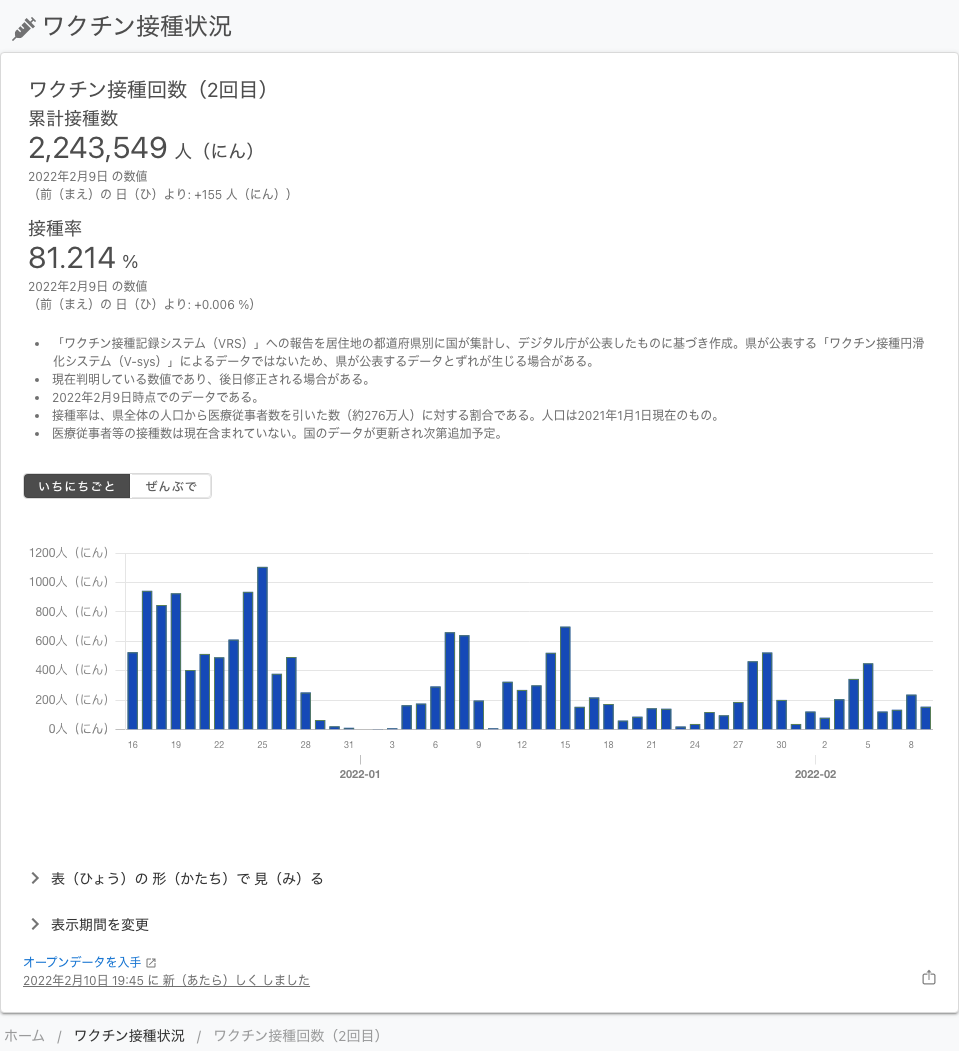 ワクチン接種状況
ワクチン接種回数（2回目）
累計接種数
2,243,549 人（にん）
2022年2月9日 の数値
（前（まえ）の 日（ひ）より: +155 人（にん））
接種率
81.214 %
2022年2月9日 の数値
（前（まえ）の 日（ひ）より: +0.006 %）
• 「ワクチン接種記録システム（VRS）」への報告を居住地の都道府県別に国が集計し、デジタル庁が公表したものに基づき作成。県が公表する「ワクチン接種円滑
化システム（V-sys）」によるデータではないため、県が公表するデータとずれが生じる場合がある。
• 現在判明している数値であり、後日修正される場合がある。
• 2022年2月9日時点でのデータである。
• 接種率は、県全体の人口から医療従事者数を引いた数（約276万人）に対する割合である。人口は2021年1月1日現在のもの。
• 医療従事者等の接種数は現在含まれていない。国のデータが更新され次第追加予定。
いちにちごと ぜんぶで
1200人（にん）
1000人（にん）
800人（にん）
600人（にん）
400人（にん）
200人（にん）
0人（にん）
16 19 22 25 28 31 3 6 9 12 15 18 21 24 27 30 2 5 8
2022-01 2022-02
表（ひょう）の 形（かたち）で 見（み）る
表示期間を変更
オープンデータを入手
2022年2月10日 19:45 に 新（あたら）しく しました
ホーム / ワクチン接種状況 / ワクチン接種回数（2回目）